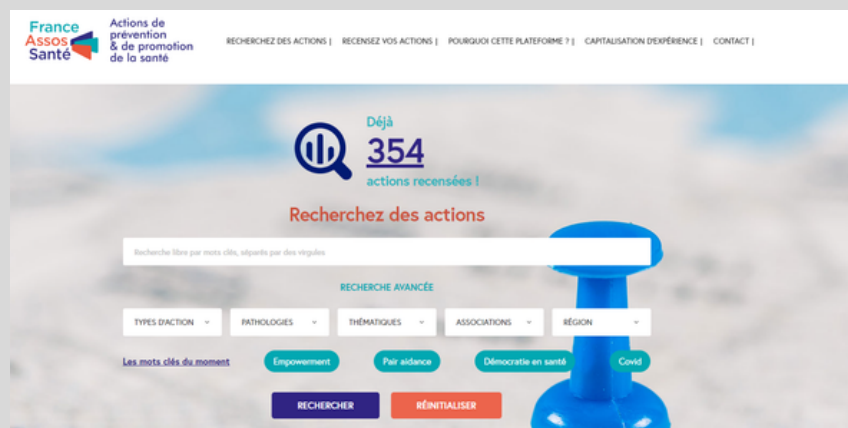 France
Assos
Santé
Actions de
prévention
& de promotion
de la santé
RECHERCHEZ DES ACTIONS | RECENSEZ VOS ACTIONS | POURQUOI CETTE PLATEFORME ? | CAPITALISATION D'EXPÉRIENCE | CONTACT |
Déjà
354
actions recensées !
Recherchez des actions
Recherche libre par mots clés, séparés par des virgules
RECHERCHE AVANCÉE
TYPES D'ACTION PATHOLOGIES THÉMATIQUES ASSOCIATIONS RÉGION
Les mots clés du moment Empowerment Pair aidance Démocratie en santé Covid
RECHERCHER RÉINITIALISER